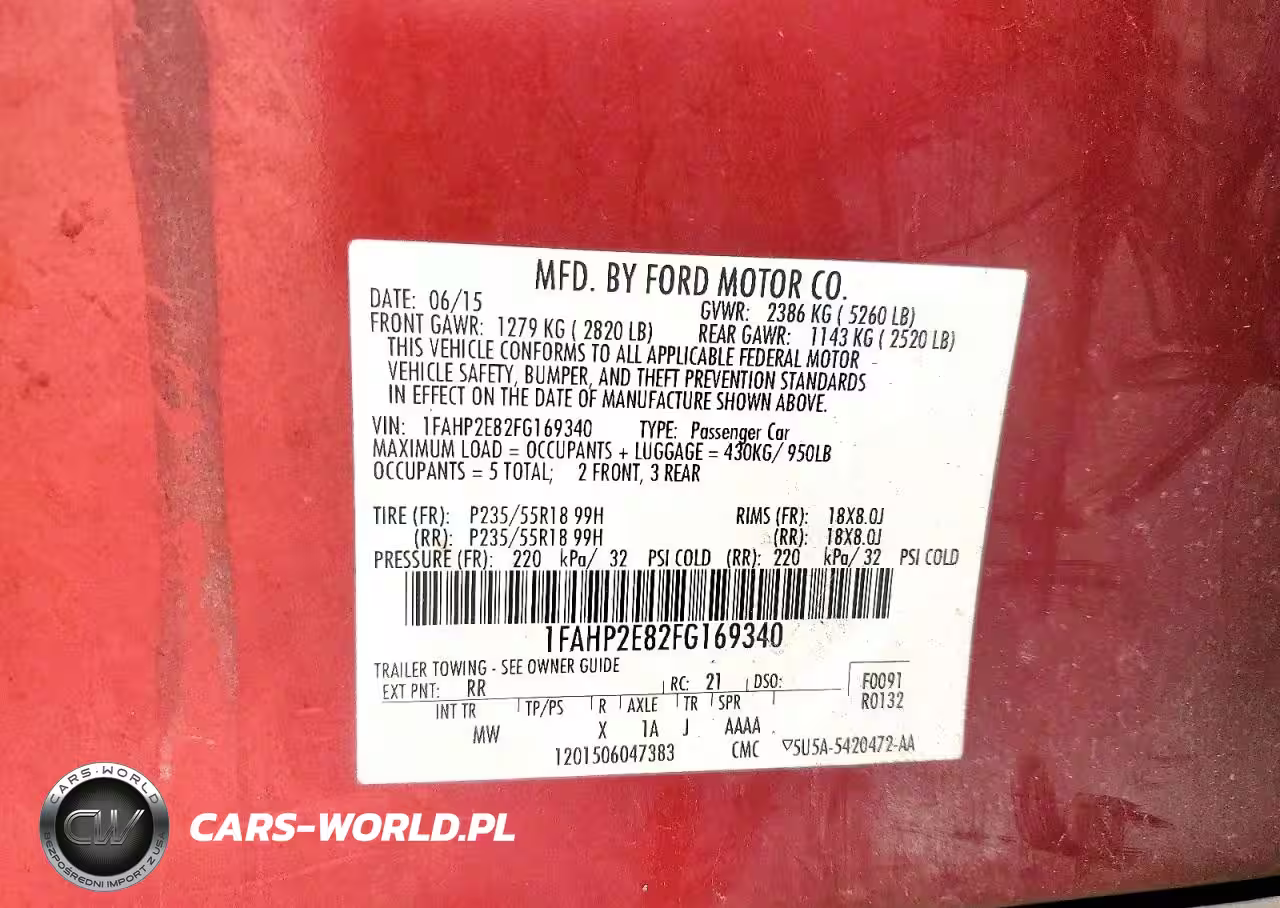 MFD. BY FORD MOTOR CO.
DATE: 06/15 GVWR: 2386 KG ( 5260 LB)
FRONT GAWR: 1279 KG ( 2820 LB) REAR GAWR: 1143 KG ( 2520 LB)
THIS VEHICLE CONFORMS TO ALL APPLICABLE FEDERAL MOTOR
VEHICLE SAFETY, BUMPER, AND THEFT PREVENTION STANDARDS
IN EFFECT ON THE DATE OF MANUFACTURE SHOWN ABOVE.
VIN: 1FAHP2E82FG169340 TYPE: Passenger Car
MAXIMUM LOAD = OCCUPANTS + LUGGAGE = 430KG/ 950LB
OCCUPANTS = 5 TOTAL; 2 FRONT, 3 REAR
TIRE (FR): P235/55R18 99H RIMS (FR): 18X8.0J
(RR): P235/55R18 99H (RR): 18X8.0J
PRESSURE (FR): 220 kPa/ 32 PSI COLD (RR): 220 kPa/ 32 PSI COLD
1FAHP2E82FG169340
TRAILER TOWING - SEE OWNER GUIDE
EXT PNT: RR RC: 21 DSO: F0091
R0132
INT TR TP/PS R AXLE TR SPR
MW X 1A J AAAA
1201506047383 CMC ▽5U5A-5420472-AA
CARS-WORLD
CW
BEZPOŚREDNI IMPORT Z USA
CARS-WORLD.PL